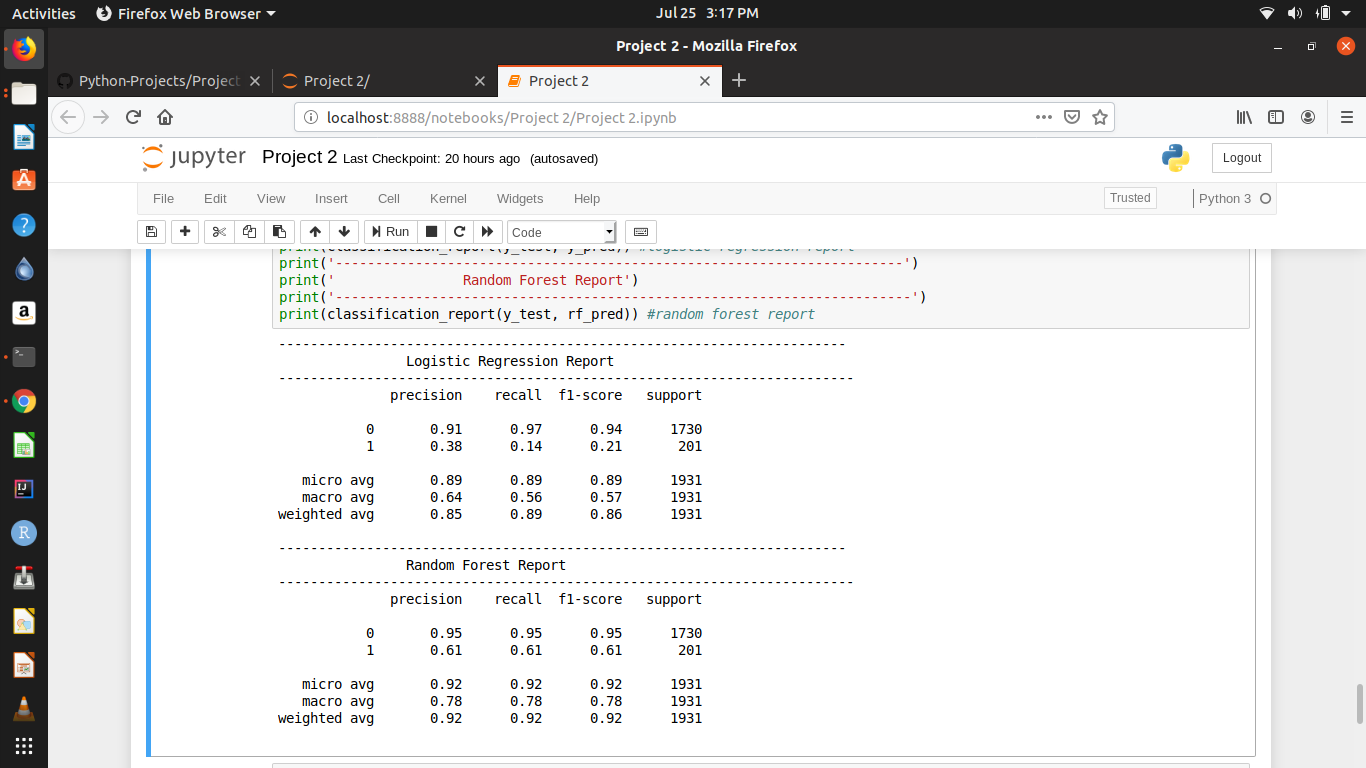 Activities Firefox Web Browser Jul 25 3:17 PM
Project 2 - Mozilla Firefox
Python-Projects/Project Project 2/ Project 2
localhost:8888/notebooks/Project 2/Project 2.ipynb
jupyter Project 2 Last Checkpoint: 20 hours ago (autosaved) Logout
File Edit View Insert Cell Kernel Widgets Help Trusted Python 3
Run Code
print(classification_report(y_test, y_pred)) #logistic regression report
print('-----------------------------------------------------------------------')
print('                Random Forest Report')
print('------------------------------------------------------------------------')
print(classification_report(y_test, rf_pred)) #random forest report
-----------------------------------------------------------------------
Logistic Regression Report
------------------------------------------------------------------------
precision recall f1-score support
0 0.91 0.97 0.94 1730
1 0.38 0.14 0.21 201
micro avg 0.89 0.89 0.89 1931
macro avg 0.64 0.56 0.57 1931
weighted avg 0.85 0.89 0.86 1931
-----------------------------------------------------------------------
Random Forest Report
------------------------------------------------------------------------
precision recall f1-score support
0 0.95 0.95 0.95 1730
1 0.61 0.61 0.61 201
micro avg 0.92 0.92 0.92 1931
macro avg 0.78 0.78 0.78 1931
weighted avg 0.92 0.92 0.92 1931